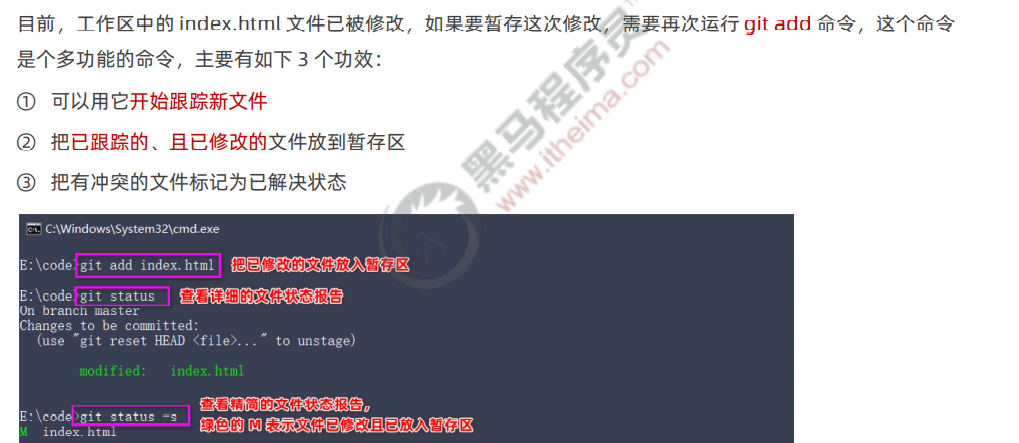 目前，工作区中的 index.html 文件已被修改，如果要暂存这次修改，需要再次运行 git add 命令，这个命令
是个多功能的命令，主要有如下 3 个功效：
① 可以用它开始跟踪新文件
② 把已跟踪的、且已修改的文件放到暂存区
③ 把有冲突的文件标记为已解决状态
黑马程序员
www.itheima.com
C:\Windows\System32\cmd.exe
E:\code>git add index.html 把已修改的文件放入暂存区
E:\code>git status 查看详细的文件状态报告
On branch master
Changes to be committed:
(use "git reset HEAD <file>..." to unstage)
modified: index.html
查看精简的文件状态报告，
E:\code>git status -s
绿色的 M 表示文件已修改且已放入暂存区
M index.html